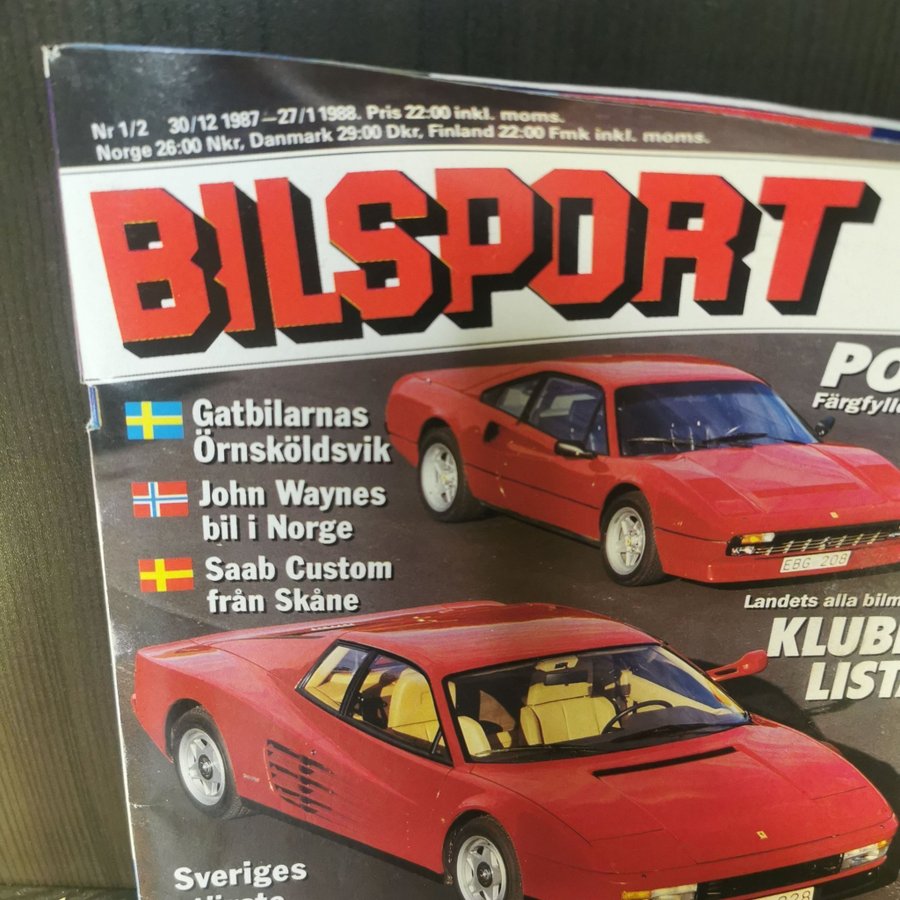 Nr 1/2 30/12 1987–27/1 1988. Pris 22:00 inkl. moms.
Norge 26:00 Nkr, Danmark 29:00 Dkr, Finland 22:00 Fmk inkl. moms.
BILSPORT
Gatbilarnas
Örnsköldsvik
John Waynes
bil i Norge
Saab Custom
från Skåne
EBG 208
Landets alla
Sveriges